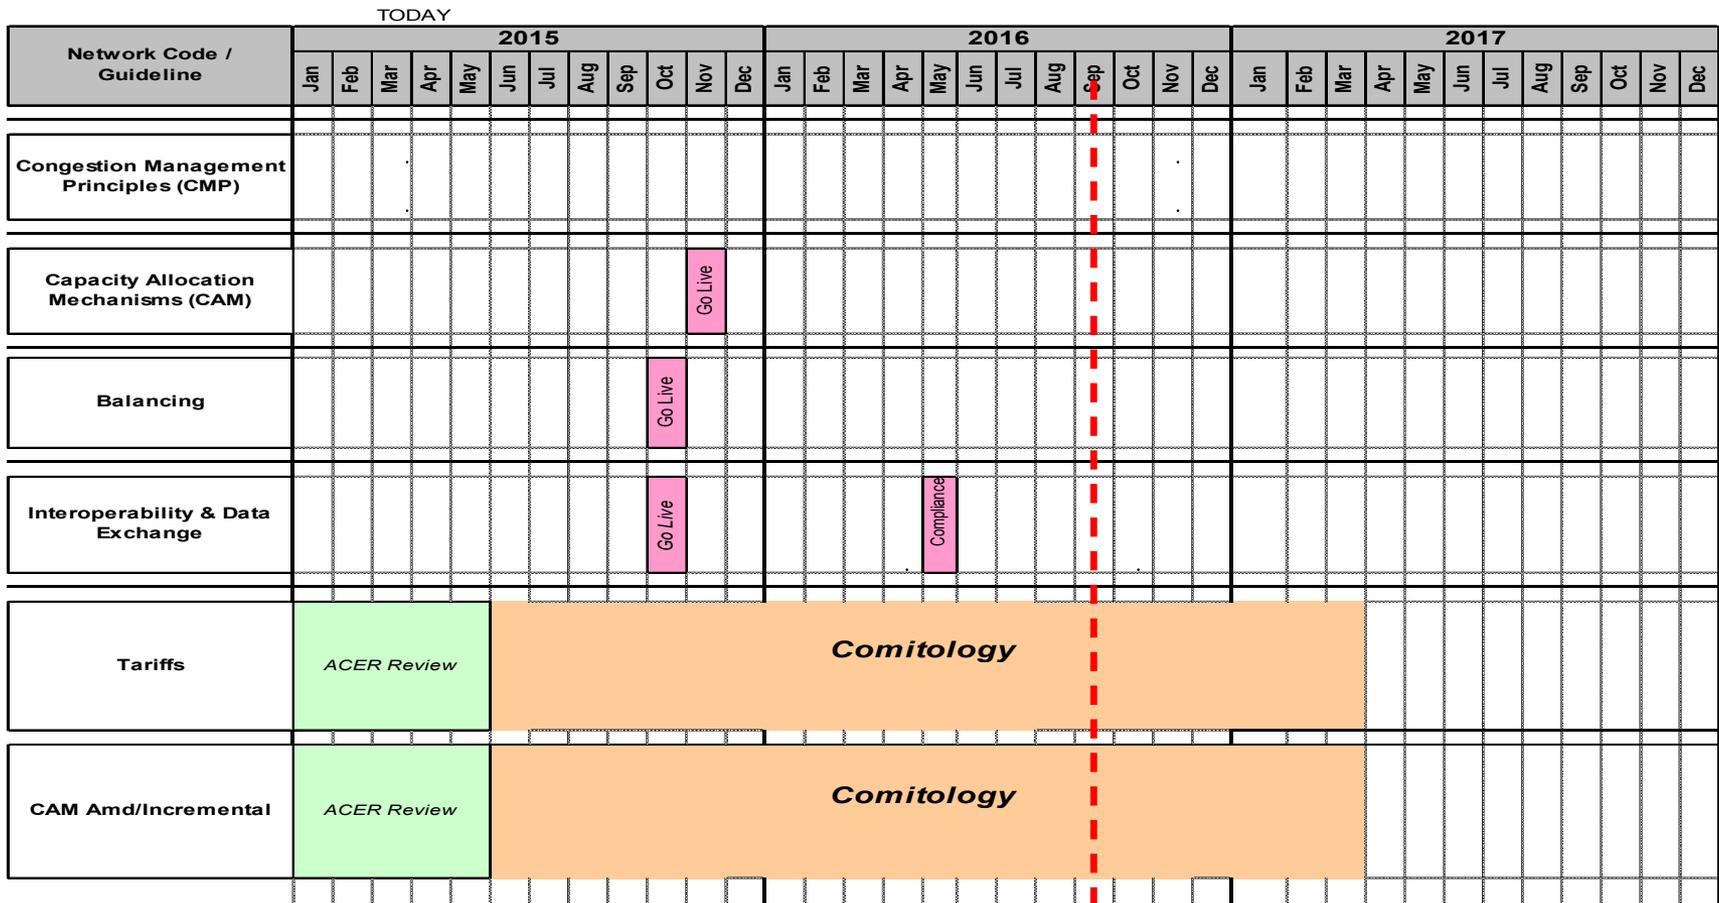 TODAY
Network Code /
Guideline
2015
2016
2017
Jan Feb Mar Apr May Jun Jul Aug Sep Oct Nov Dec Jan Feb Mar Apr May Jun Jul Aug Sep Oct Nov Dec Jan Feb Mar Apr May Jun Jul Aug Sep Oct Nov Dec
Congestion Management
Principles (CMP)
Capacity Allocation
Mechanisms (CAM)
Go Live
Balancing
Go Live
Interoperability & Data
Exchange
Go Live
Compliance
Tariffs
ACER Review
Comitology
CAM Amd/Incremental
ACER Review
Comitology